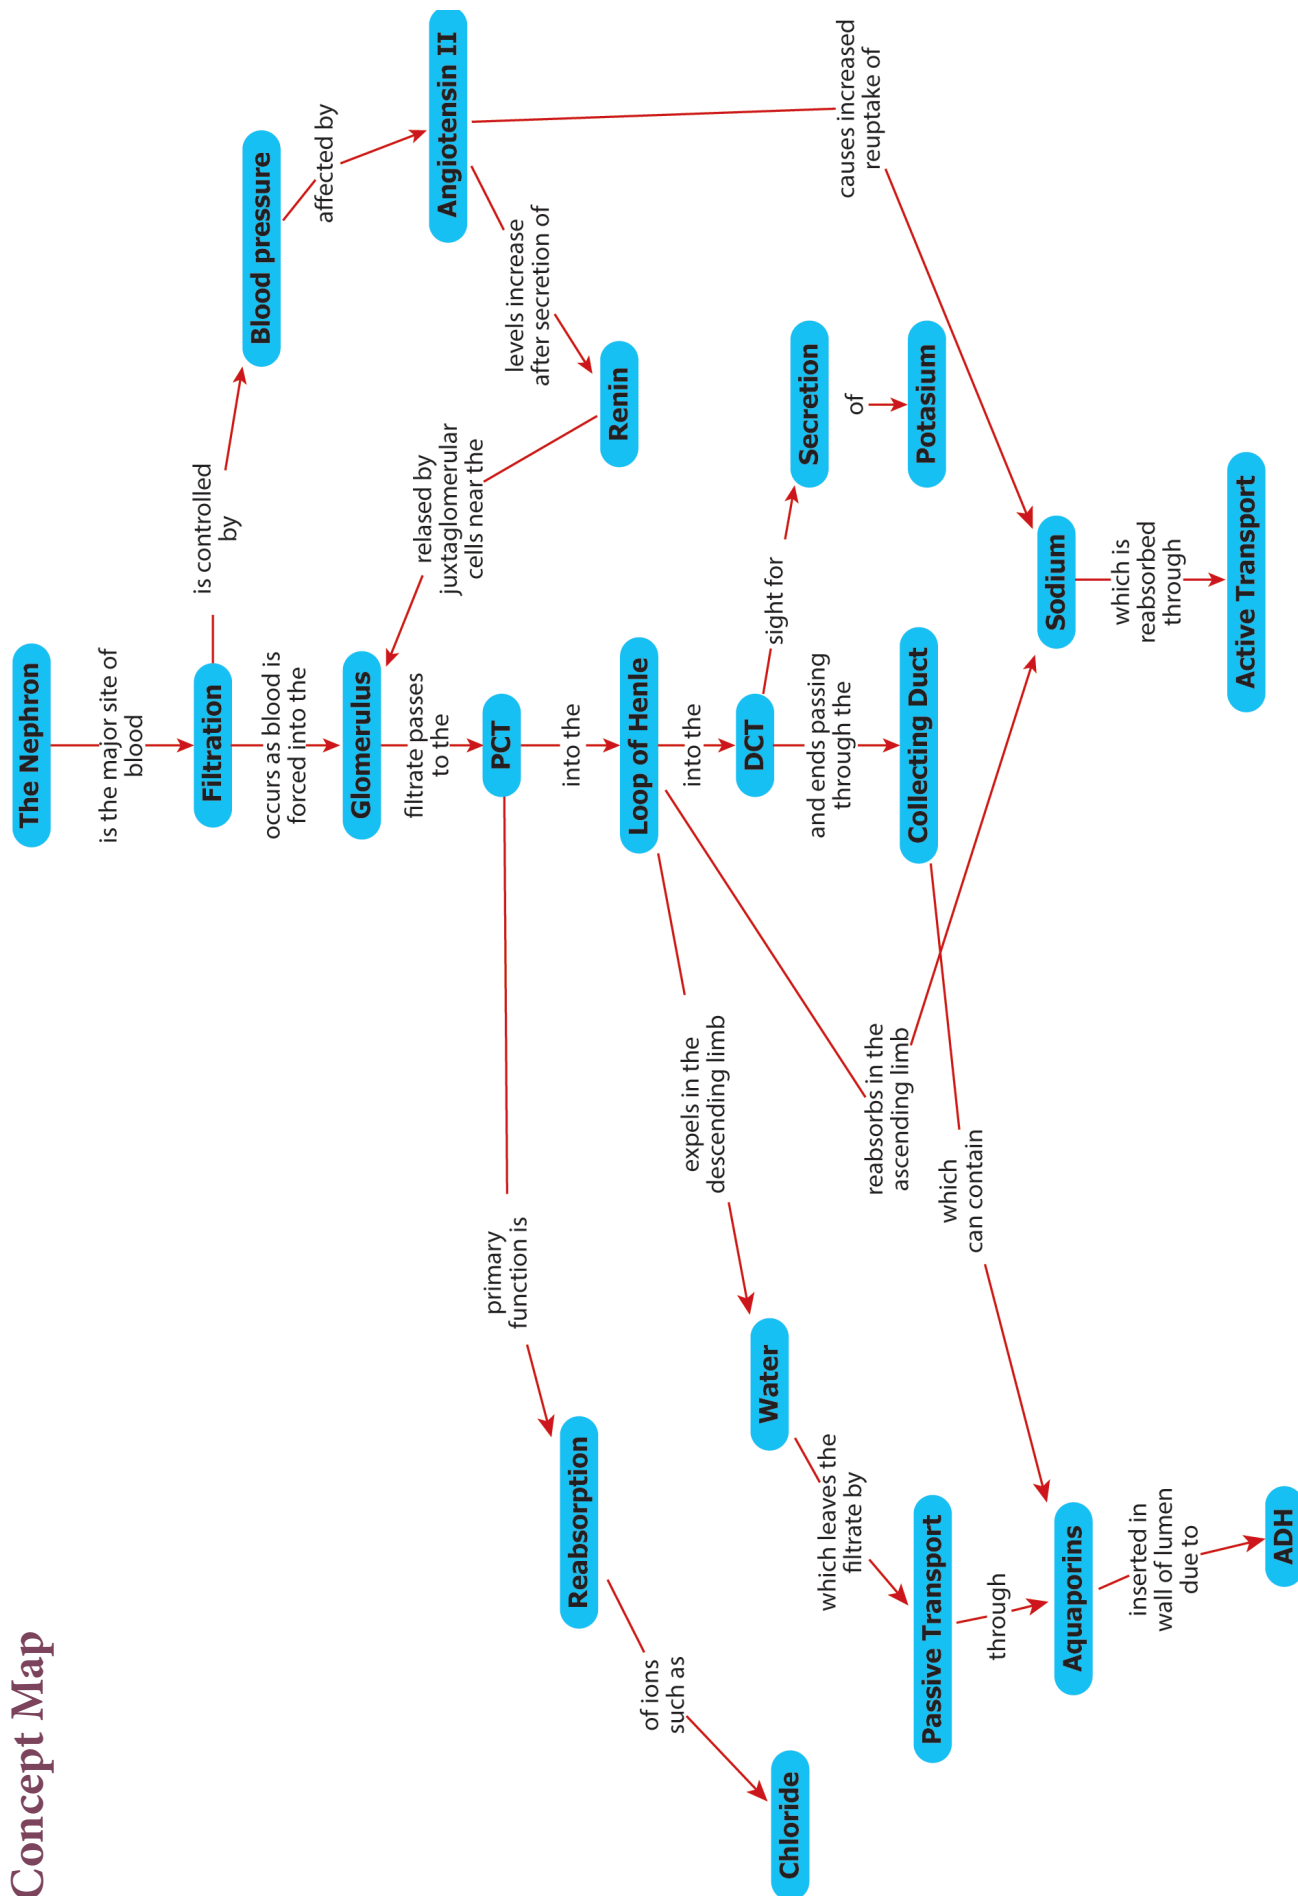 Concept Map
The Nephron
is the major site of
blood
Filtration
is controlled
by
Blood pressure
affected by
Angiotensin II
occurs as blood is
forced into the
Glomerulus
levels increase
after secretion of
Renin
relased by
juxtaglomerular
cells near the
causes increased
reuptake of
filtrate passes
to the
PCT
primary
function is
Reabsorption
of ions
such as
Chloride
into the
Loop of Henle
expels in the
descending limb
Water
which leaves the
filtrate by
Passive Transport
through
reabsorbs in the
ascending limb
into the
DCT
sight for
Secretion
of
Potasium
and ends passing
through the
Collecting Duct
which
can contain
Aquaporins
inserted in
wall of lumen
due to
ADH
Sodium
which is
reabsorbed
through
Active Transport